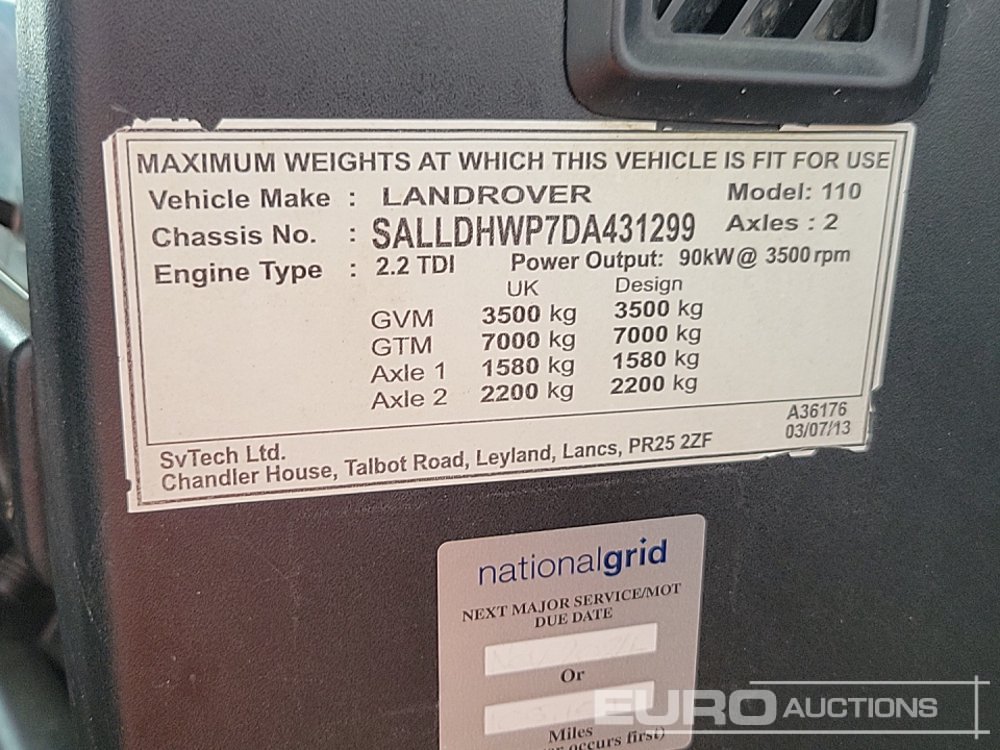 MAXIMUM WEIGHTS AT WHICH THIS VEHICLE IS FIT FOR USE
Vehicle Make : LANDROVER Model: 110
Chassis No. : SALLDHWP7DA431299 Axles : 2
Engine Type : 2.2 TDI Power Output: 90kW@ 3500rpm
UK Design
GVM 3500 kg 3500 kg
GTM 7000 kg 7000 kg
Axle 1 1580 kg 1580 kg
Axle 2 2200 kg 2200 kg
A36176
SvTech Ltd. 03/07/13
Chandler House, Talbot Road, Leyland, Lancs, PR25 2ZF
nationalgrid
NEXT MAJOR SERVICE/MOT
DUE DATE
Or
Miles
occurs first)
EURO AUCTIONS